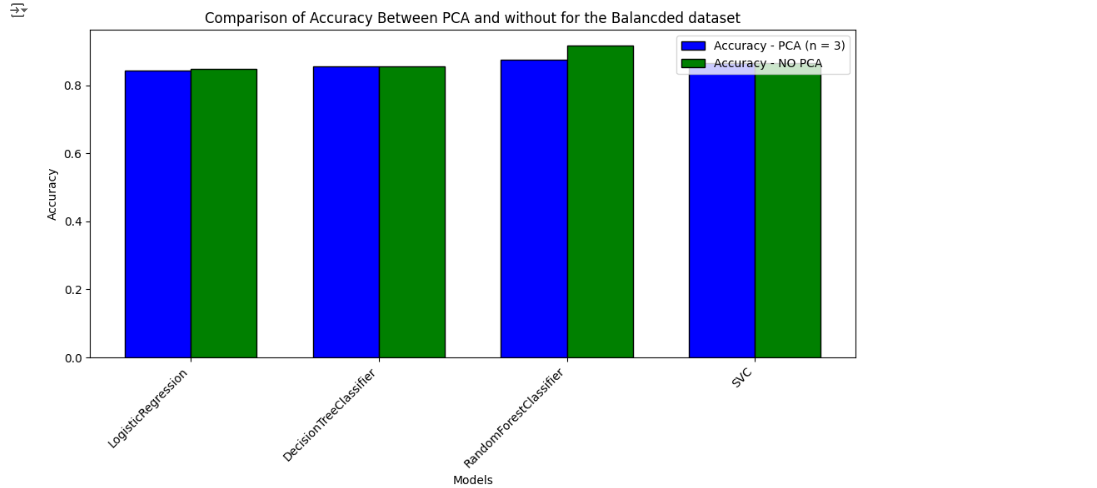 Comparison of Accuracy Between PCA and without for the Balancded dataset
Accuracy - PCA (n = 3)
Accuracy - NO PCA
0.8
0.6
0.4
0.2
0.0
Accuracy
LogisticRegression
DecisionTreeClassifier
RandomForestClassifier
SVC
Models